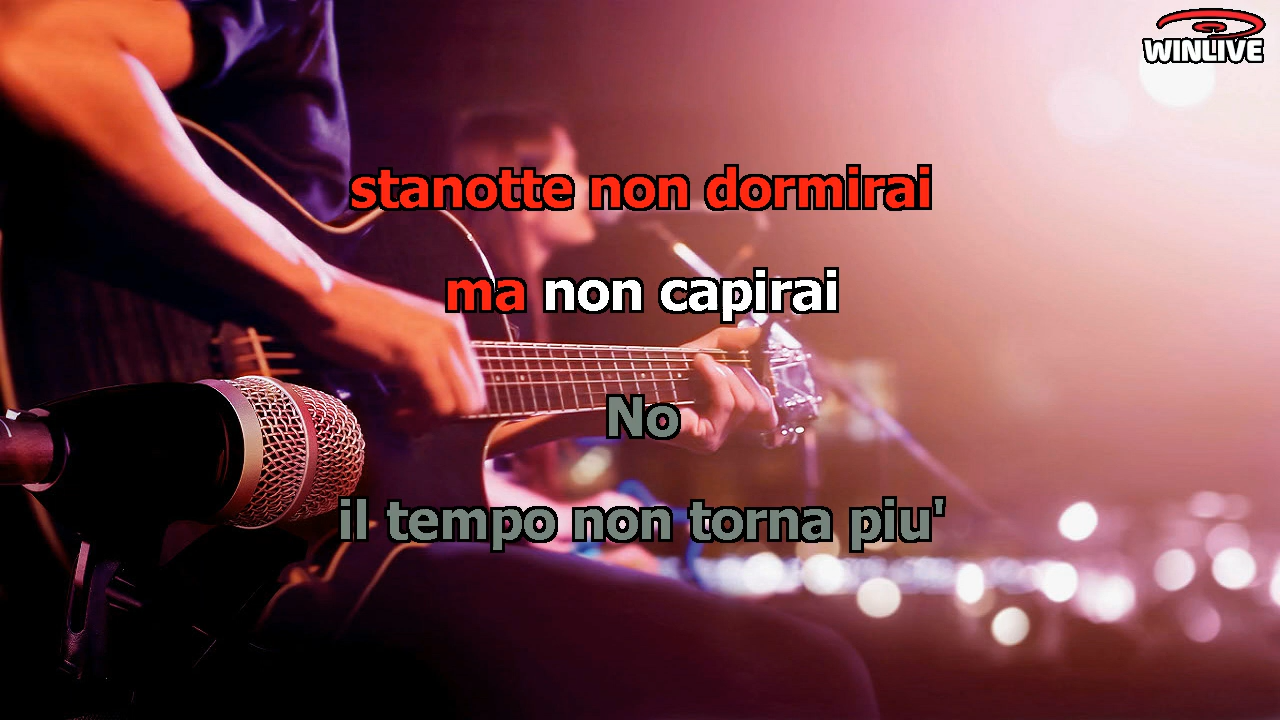 WINLIVE
stanotte non dormirai
ma non capirai
No
il tempo non torna piu'